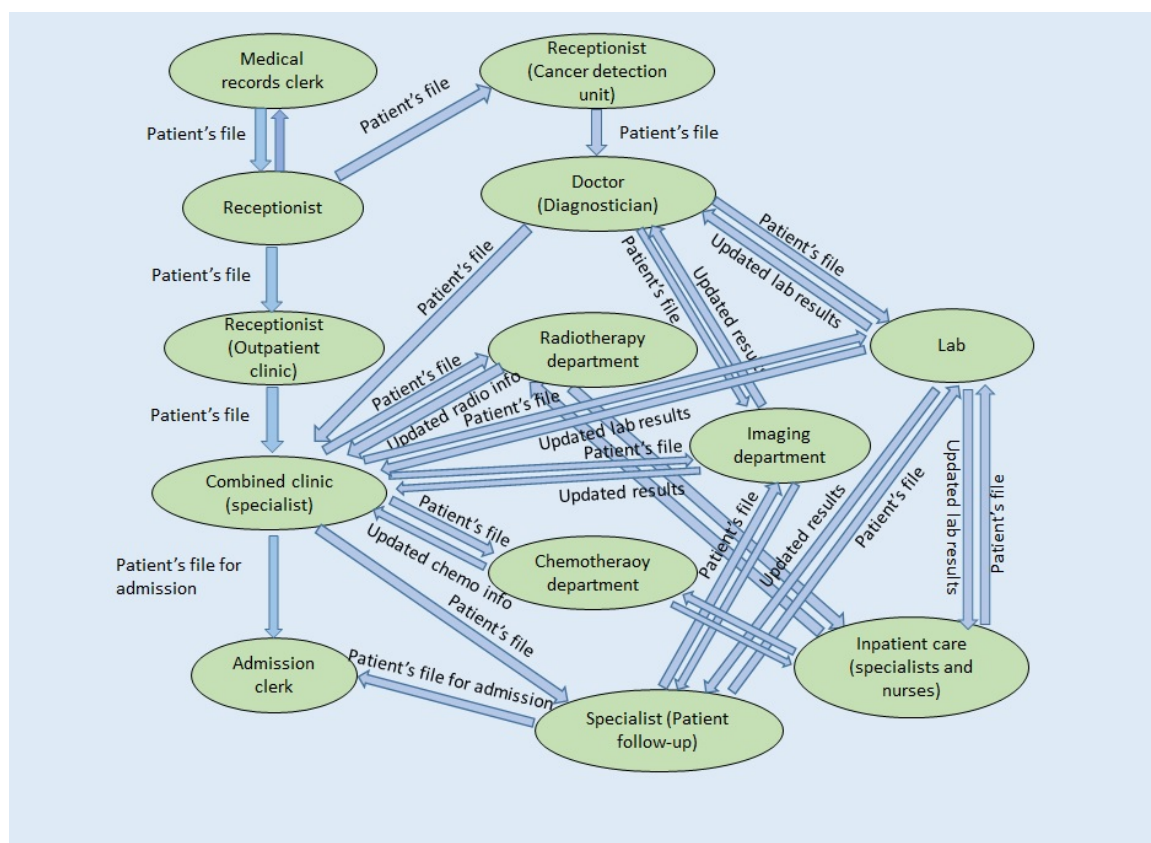 Medical
records clerk
Receptionist
(Cancer detection
unit)
Patient's file
Patient's file
Patient's file
Receptionist
Doctor
(Diagnostician)
Patient's file
Patient's file
Updated lab results
Patient's file
Patient's file
Updated results
Receptionist
(Outpatient
clinic)
Radiotherapy
department
Lab
Patient's file
Patient's file
Updated radio info
Patient's file
Updated lab results
Patient's file
Imaging
department
Combined clinic
(specialist)
Updated results
Patient's file
Updated chemo info
Patient's file
Updated results
Patient's file
Updated lab results
Patient's file
Chemotheraoy
department
Patient's file for
admission
Patient's file
Admission
clerk
Patient's file for admission
Inpatient care
(specialists and
nurses)
Specialist (Patient
follow-up)